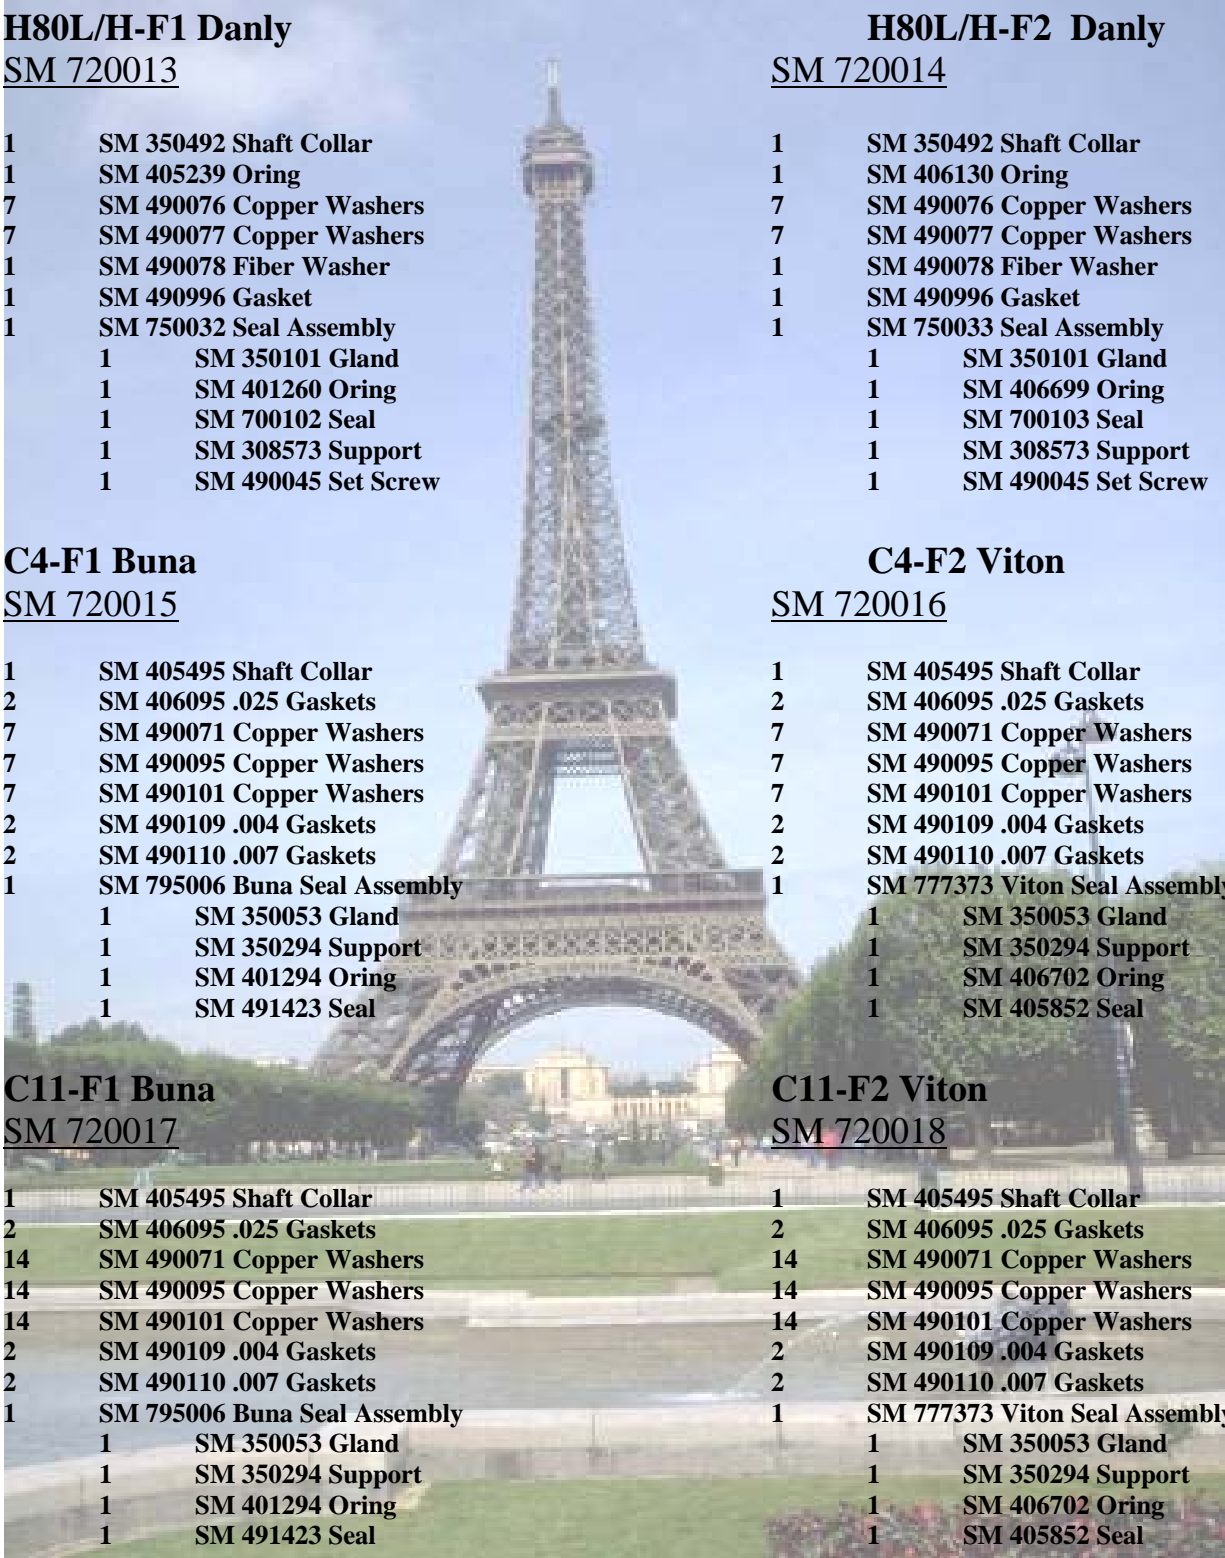 H80L/H-F1 Danly
SM 720013
1 SM 350492 Shaft Collar
1 SM 405239 Oring
7 SM 490076 Copper Washers
7 SM 490077 Copper Washers
1 SM 490078 Fiber Washer
1 SM 490996 Gasket
1 SM 750032 Seal Assembly
1 SM 350101 Gland
1 SM 401260 Oring
1 SM 700102 Seal
1 SM 308573 Support
1 SM 490045 Set Screw
H80L/H-F2 Danly
SM 720014
1 SM 350492 Shaft Collar
1 SM 406130 Oring
7 SM 490076 Copper Washers
7 SM 490077 Copper Washers
1 SM 490078 Fiber Washer
1 SM 490996 Gasket
1 SM 750033 Seal Assembly
1 SM 350101 Gland
1 SM 406699 Oring
1 SM 700103 Seal
1 SM 308573 Support
1 SM 490045 Set Screw
C4-F1 Buna
SM 720015
1 SM 405495 Shaft Collar
2 SM 406095 .025 Gaskets
7 SM 490071 Copper Washers
7 SM 490095 Copper Washers
7 SM 490101 Copper Washers
2 SM 490109 .004 Gaskets
2 SM 490110 .007 Gaskets
1 SM 795006 Buna Seal Assembly
1 SM 350053 Gland
1 SM 350294 Support
1 SM 401294 Oring
1 SM 491423 Seal
C4-F2 Viton
SM 720016
1 SM 405495 Shaft Collar
2 SM 406095 .025 Gaskets
7 SM 490071 Copper Washers
7 SM 490095 Copper Washers
7 SM 490101 Copper Washers
2 SM 490109 .004 Gaskets
2 SM 490110 .007 Gaskets
1 SM 777373 Viton Seal Assembly
1 SM 350053 Gland
1 SM 350294 Support
1 SM 406702 Oring
1 SM 405852 Seal
C11-F1 Buna
SM 720017
1 SM 405495 Shaft Collar
2 SM 406095 .025 Gaskets
14 SM 490071 Copper Washers
14 SM 490095 Copper Washers
14 SM 490101 Copper Washers
2 SM 490109 .004 Gaskets
2 SM 490110 .007 Gaskets
1 SM 795006 Buna Seal Assembly
1 SM 350053 Gland
1 SM 350294 Support
1 SM 401294 Oring
1 SM 491423 Seal
C11-F2 Viton
SM 720018
1 SM 405495 Shaft Collar
2 SM 406095 .025 Gaskets
14 SM 490071 Copper Washers
14 SM 490095 Copper Washers
14 SM 490101 Copper Washers
2 SM 490109 .004 Gaskets
2 SM 490110 .007 Gaskets
1 SM 777373 Viton Seal Assembly
1 SM 350053 Gland
1 SM 350294 Support
1 SM 406702 Oring
1 SM 405852 Seal